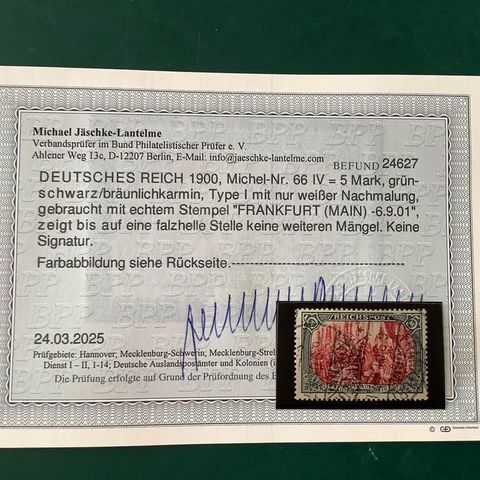 Michael Jäschke-Lantelme
Verbandsprüfer im Bund Philatelistischer Prüfer e. V.
Ahlener Weg 13c, D-12207 Berlin, E-Mail: info@jaeschke-lantelme.com
BEFUND 24627
DEUTSCHES REICH 1900, Michel-Nr. 66 IV = 5 Mark, grün-
schwarz/bräunlichkarmin, Type I mit nur weißer Nachmalung,
gebraucht mit echtem Stempel "FRANKFURT (MAIN) -6.9.01",
zeigt bis auf eine falzhelle Stelle keine weiteren Mängel. Keine
Signatur.
Farbabbildung siehe Rückseite.--------------------------------
24.03.2025
Prüfgebiete: Hannover; Mecklenburg-Schwerin; Mecklenburg-Strel
Dienst I – II, 1-14; Deutsche Auslandspostämter und Kolonien (i
Die Prüfung erfolgte auf Grund der Prüfordnung des B
REICHSPOST
BPP